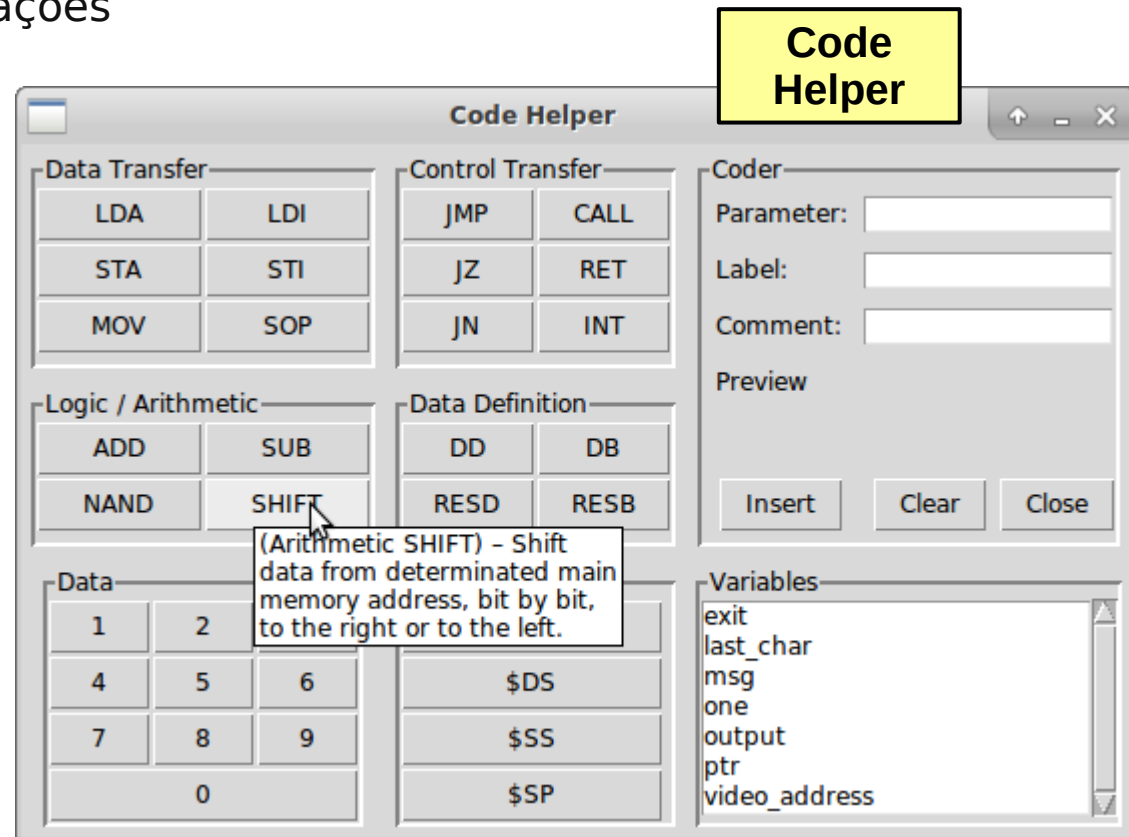 Code
Helper
Code Helper
Data Transfer
LDA LDI
STA STI
MOV SOP
Control Transfer
JMP CALL
JZ RET
JN INT
Coder
Parameter:
Label:
Comment:
Preview
Insert Clear Close
Logic / Arithmetic
ADD SUB
NAND SHIFT
Data Definition
DD DB
RESD RESB
(Arithmetic SHIFT) – Shift
data from determinated main
memory address, bit by bit,
to the right or to the left.
Data
1 2
4 5 6
7 8 9
0
$DS
$SS
$SP
Variables
exit
last_char
msg
one
output
ptr
video_address